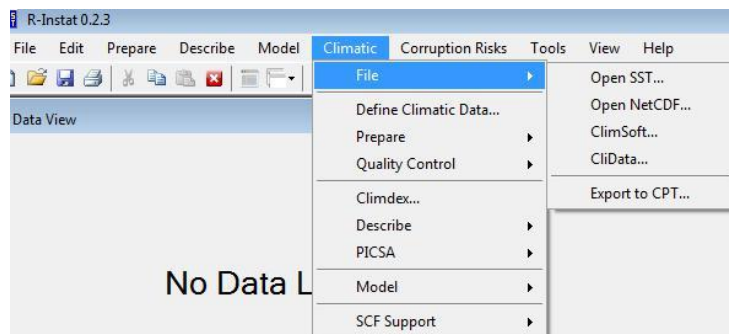 R-Instat 0.2.3
File Edit Prepare Describe Model Climatic Corruption Risks Tools View Help
File
Open SST...
Open NetCDF...
ClimSoft...
CliData...
Export to CPT...
Data View
Define Climatic Data...
Prepare
Quality Control
Climdex...
Describe
PICSA
Model
SCF Support
No Data L